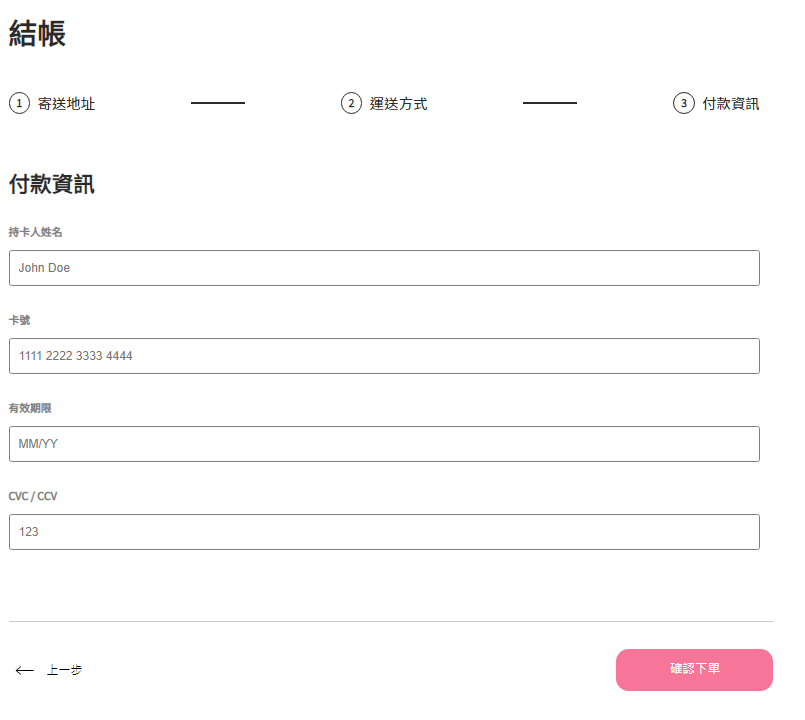 結帳
1 寄送地址 2 運送方式 3 付款資訊
付款資訊
持卡人姓名
John Doe
卡號
1111 2222 3333 4444
有效期限
MM/YY
CVC / CCV
123
← 上一步 確認下單